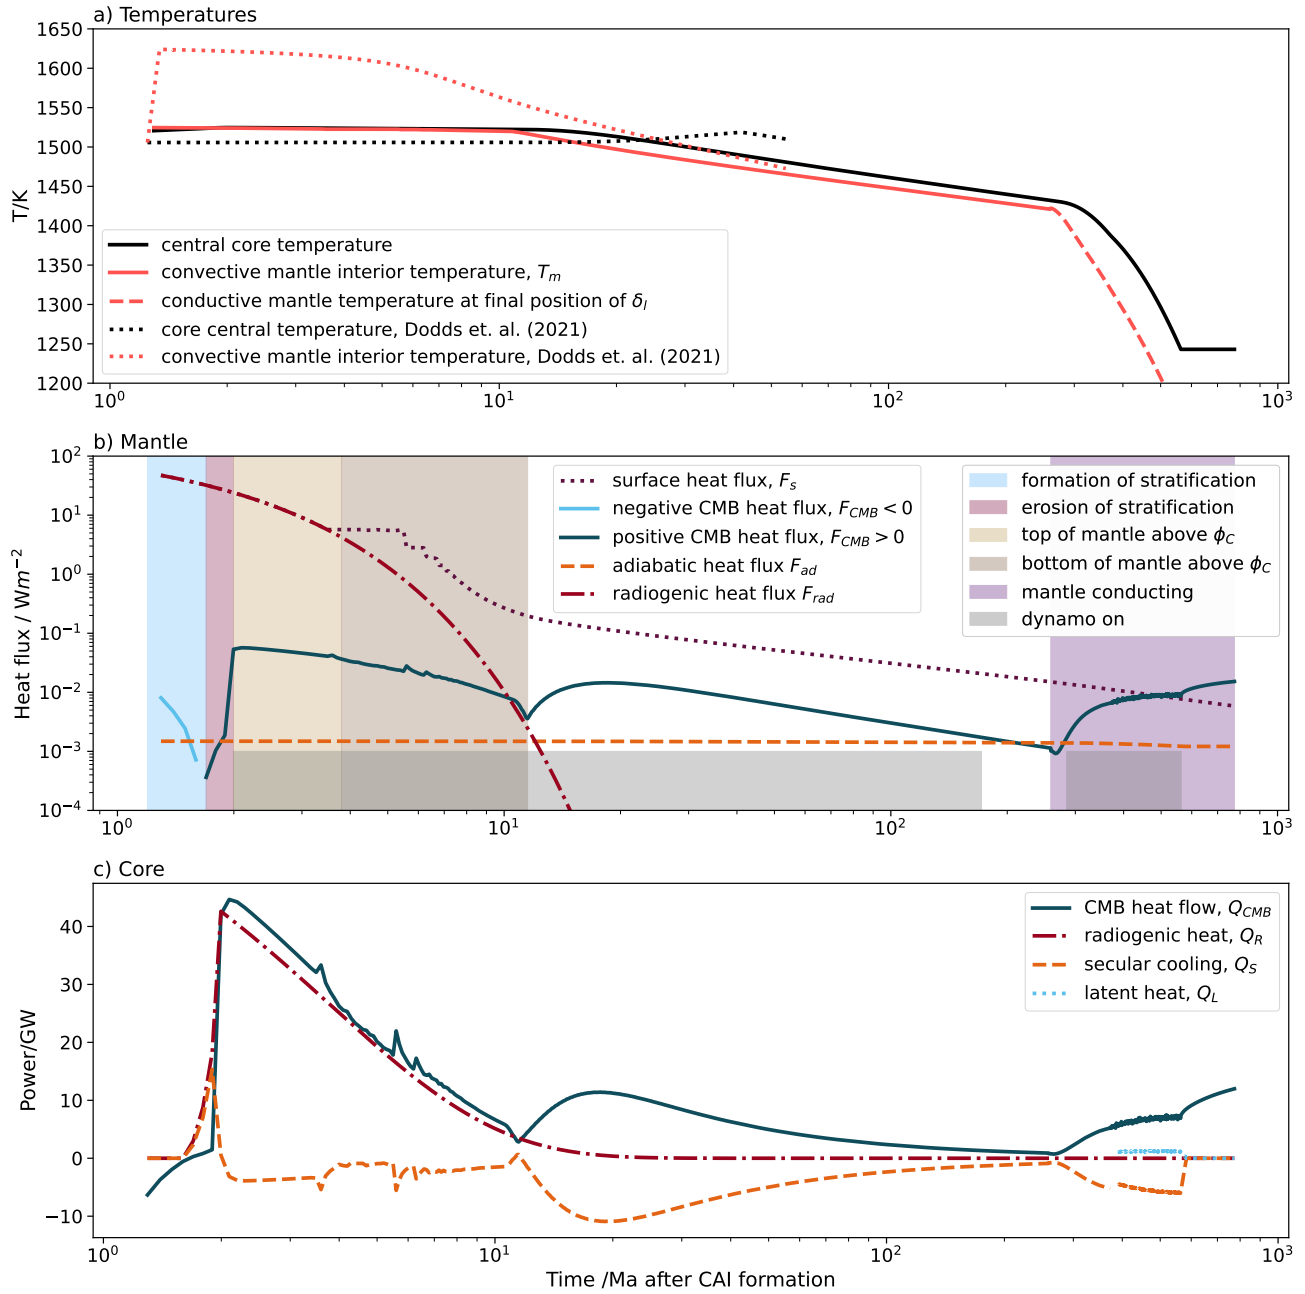 a) Temperatures
1650
1600
1550
1500
1450
1400
1350
1300
1250
1200
T/K
central core temperature
convective mantle interior temperature, T_m
conductive mantle temperature at final position of δ_l
core central temperature, Dodds et. al. (2021)
convective mantle interior temperature, Dodds et. al. (2021)
10^0 10^1 10^2 10^3
b) Mantle
10^2
10^1
10^0
10^−1
10^−2
10^−3
10^−4
Heat flux / Wm^−2
surface heat flux, F_s
negative CMB heat flux, F_CMB < 0
positive CMB heat flux, F_CMB > 0
adiabatic heat flux F_ad
radiogenic heat flux F_rad
formation of stratification
erosion of stratification
top of mantle above ϕ_C
bottom of mantle above ϕ_C
mantle conducting
dynamo on
10^0 10^1 10^2 10^3
c) Core
40
30
20
10
0
−10
Power/GW
CMB heat flow, Q_CMB
radiogenic heat, Q_R
secular cooling, Q_S
latent heat, Q_L
10^0 10^1 10^2 10^3
Time /Ma after CAI formation